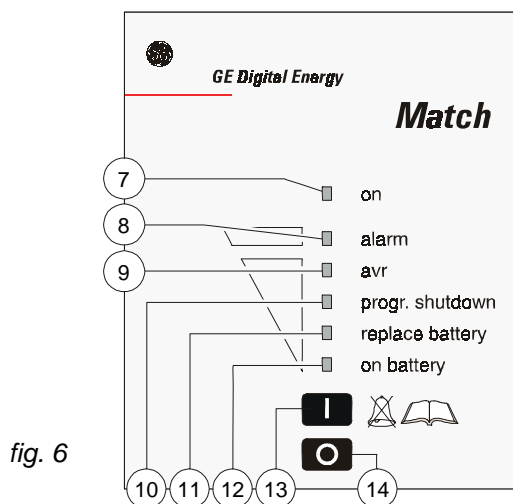 GE Digital Energy
Match
7
on
8
alarm
9
avr
progr. shutdown
replace battery
on battery
I
O
fig. 6
10 11 12 13 14